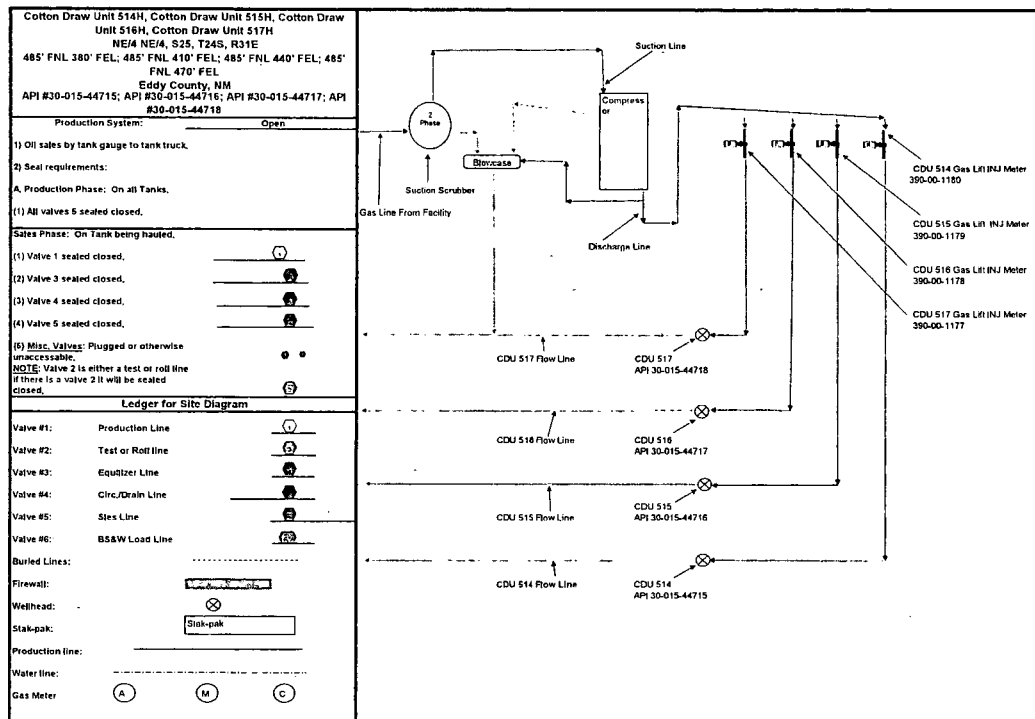 Cotton Draw Unit 514H, Cotton Draw Unit 515H, Cotton Draw
Unit 516H, Cotton Draw Unit 517H
NE/4 NE/4, S25, T24S, R31E
485' FNL 380' FEL; 485' FNL 410' FEL; 485' FNL 440' FEL; 485'
FNL 470' FEL
Eddy County, NM
API #30-015-44715; API #30-015-44716; API #30-015-44717; API
#30-015-44718
Production System: Open
1) Oil sales by tank gauge to tank truck.
2) Seal requirements:
A. Production Phase: On all Tanks.
(1) All valves 5 sealed closed.
Sales Phase: On Tank being hauled.
(1) Valve 1 sealed closed.
1
(2) Valve 3 sealed closed.
(3) Valve 4 sealed closed.
(4) Valve 5 sealed closed.
(5) Misc. Valves: Plugged or otherwise
unaccessable.
NOTE: Valve 2 is either a test or roll line
if there is a valve 2 it will be sealed
closed.
Ledger for Site Diagram
Valve #1: Production Line
1
Valve #2: Test or Roll line
Valve #3: Equalizer Line
Valve #4: Circ./Drain Line
Valve #5: Sles Line
Valve #6: BS&W Load Line
Buried Lines:
Firewall:
Wellhead:
Stak-pak:
Stak-pak
Production line:
Water line:
Gas Meter A M C
Suction Line
2
Phase
Compress
or
Blowcase
Suction Scrubber
Gas Line From Facility
Discharge Line
CDU 514 Gas Lift INJ Meter
390-00-1180
CDU 515 Gas Lift INJ Meter
390-00-1179
CDU 516 Gas Lift INJ Meter
390-00-1178
CDU 517 Gas Lift INJ Meter
390-00-1177
CDU 517 Flow Line
CDU 517
API 30-015-44718
CDU 516 Flow Line
CDU 516
API 30-015-44717
CDU 515 Flow Line
CDU 515
API 30-015-44716
CDU 514 Flow Line
CDU 514
API 30-015-44715